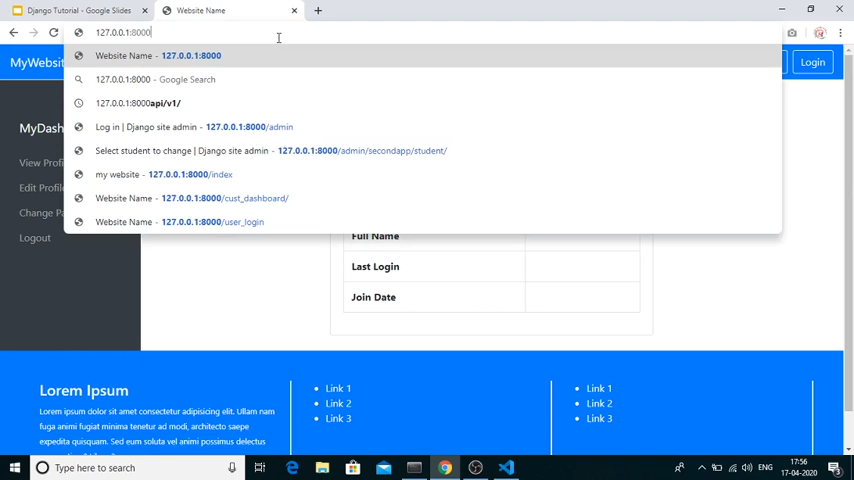 Django Tutorial - Google Slides
Website Name
127.0.0.1:8000
MyWebsit
Login
Website Name - 127.0.0.1:8000
127.0.0.1:8000 - Google Search
127.0.0.1:8000api/v1/
Log in | Django site admin - 127.0.0.1:8000/admin
Select student to change | Django site admin - 127.0.0.1:8000/admin/secondapp/student/
my website - 127.0.0.1:8000/index
Website Name - 127.0.0.1:8000/cust_dashboard/
Website Name - 127.0.0.1:8000/user_login
MyDash
View Profi
Edit Profile
Change Pa
Logout
Full Name
Last Login
Join Date
Lorem Ipsum
Lorem ipsum dolor sit amet consectetur adipisicing elit. Ullam
fuga animi eveniet tenetur modi, architecto saepe
expedita quisquam. Sed eum soluta minus possimus delectus
Link 1
Link 2
Link 3
Link 1
Link 2
Link 3
Type here to search
ENG
17:56
17-04-2020
3